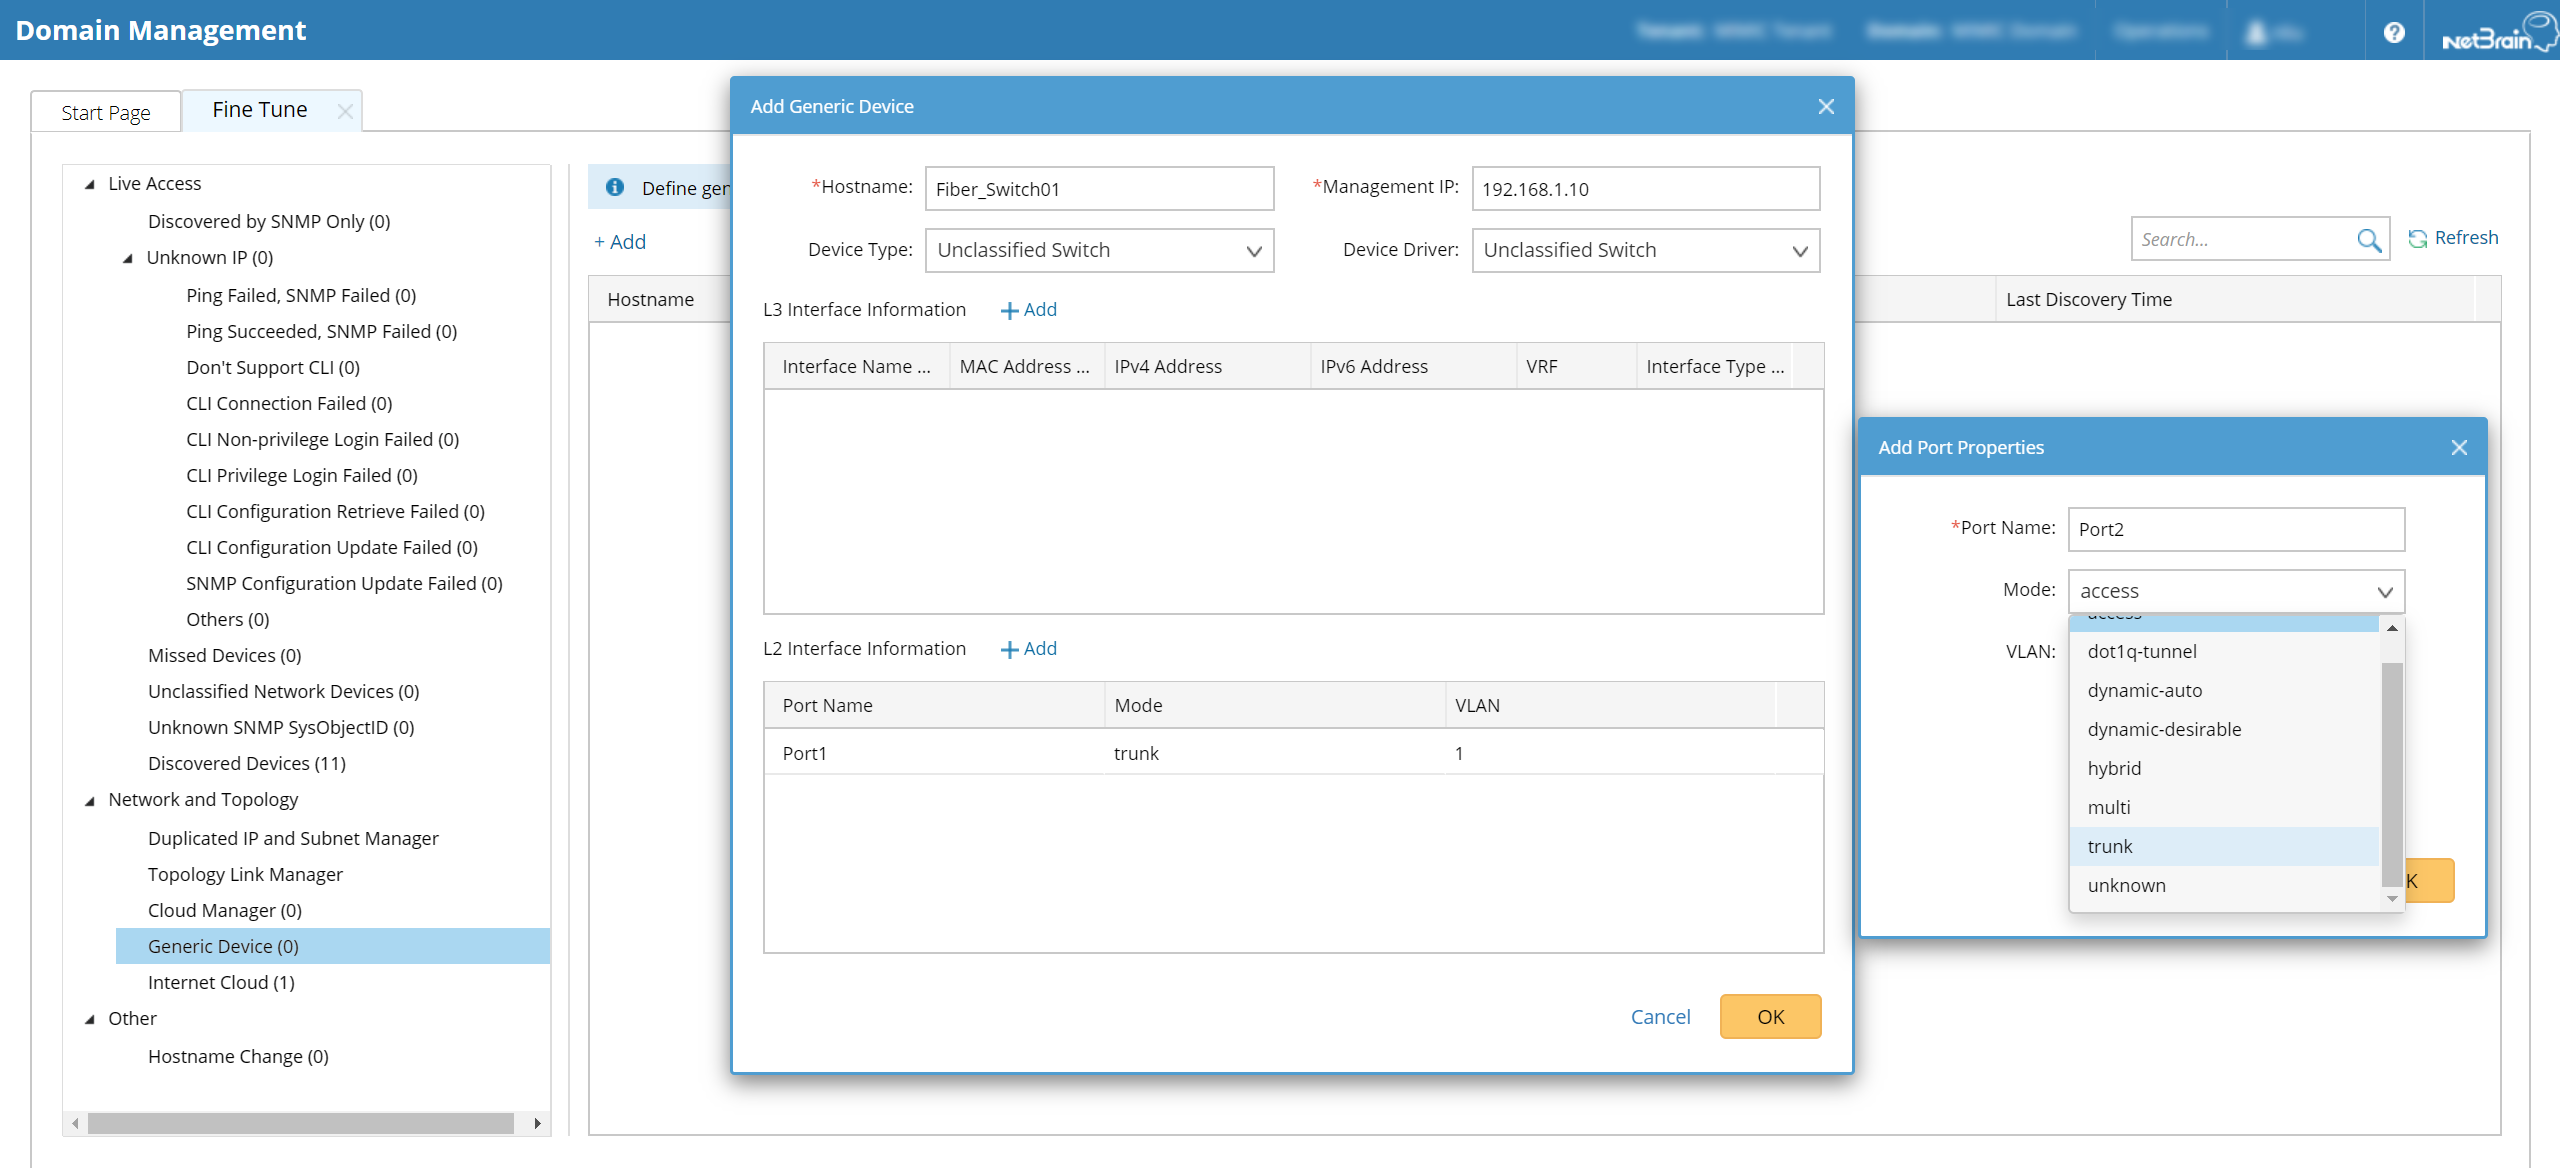 Domain Management
NetBrain
Start Page
Fine Tune
Live Access
Discovered by SNMP Only (0)
Unknown IP (0)
Ping Failed, SNMP Failed (0)
Ping Succeeded, SNMP Failed (0)
Don't Support CLI (0)
CLI Connection Failed (0)
CLI Non-privilege Login Failed (0)
CLI Privilege Login Failed (0)
CLI Configuration Retrieve Failed (0)
CLI Configuration Update Failed (0)
SNMP Configuration Update Failed (0)
Others (0)
Missed Devices (0)
Unclassified Network Devices (0)
Unknown SNMP SysObjectID (0)
Discovered Devices (11)
Network and Topology
Duplicated IP and Subnet Manager
Topology Link Manager
Cloud Manager (0)
Generic Device (0)
Internet Cloud (1)
Other
Hostname Change (0)
Define gen
+ Add
Hostname
Search...
Refresh
Last Discovery Time
Add Generic Device
*Hostname: Fiber_Switch01 *Management IP: 192.168.1.10
Device Type: Unclassified Switch Device Driver: Unclassified Switch
L3 Interface Information + Add
Interface Name ... MAC Address ... IPv4 Address IPv6 Address VRF Interface Type ...
L2 Interface Information + Add
Port Name Mode VLAN
Port1 trunk 1
Cancel OK
Add Port Properties
*Port Name: Port2
Mode: access
access
VLAN: dot1q-tunnel
dynamic-auto
dynamic-desirable
hybrid
multi
trunk
unknown
K